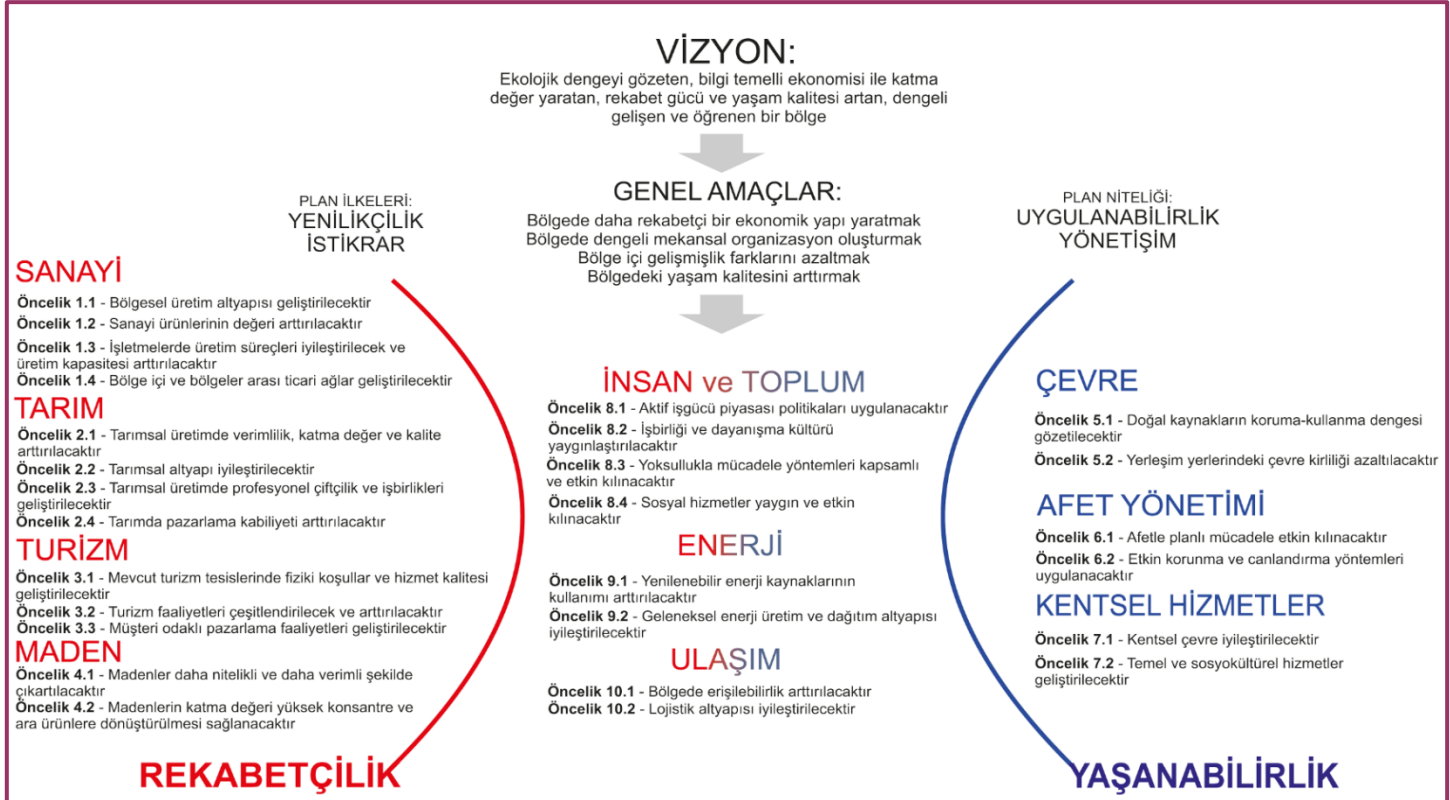 VİZYON:
Ekolojik dengeyi gözeten, bilgi temelli ekonomisi ile katma
değer yaratan, rekabet gücü ve yaşam kalitesi artan, dengeli
gelişen ve öğrenen bir bölge
GENEL AMAÇLAR:
Bölgede daha rekabetçi bir ekonomik yapı yaratmak
Bölgede dengeli mekansal organizasyon oluşturmak
Bölge içi gelişmişlik farklarını azaltmak
Bölgedeki yaşam kalitesini arttırmak
PLAN İLKELERİ:
YENİLİKÇİLİK
İSTİKRAR
PLAN NİTELİĞİ:
UYGULANABİLİRLİK
YÖNETİŞİM
SANAYİ
Öncelik 1.1 - Bölgesel üretim altyapısı geliştirilecektir
Öncelik 1.2 - Sanayi ürünlerinin değeri arttırılacaktır
Öncelik 1.3 - İşletmelerde üretim süreçleri iyileştirilecek ve
üretim kapasitesi arttırılacaktır
Öncelik 1.4 - Bölge içi ve bölgeler arası ticari ağlar geliştirilecektir
TARIM
Öncelik 2.1 - Tarımsal üretimde verimlilik, katma değer ve kalite
arttırılacaktır
Öncelik 2.2 - Tarımsal altyapı iyileştirilecektir
Öncelik 2.3 - Tarımsal üretimde profesyonel çiftçilik ve işbirlikleri
geliştirilecektir
Öncelik 2.4 - Tarımda pazarlama kabiliyeti arttırılacaktır
TURİZM
Öncelik 3.1 - Mevcut turizm tesislerinde fiziki koşullar ve hizmet kalitesi
geliştirilecektir
Öncelik 3.2 - Turizm faaliyetleri çeşitlendirilecek ve arttırılacaktır
Öncelik 3.3 - Müşteri odaklı pazarlama faaliyetleri geliştirilecektir
MADEN
Öncelik 4.1 - Madenler daha nitelikli ve daha verimli şekilde
çıkartılacaktır
Öncelik 4.2 - Madenlerin katma değeri yüksek konsantre ve
ara ürünlere dönüştürülmesi sağlanacaktır
REKABETÇİLİK
İNSAN ve TOPLUM
Öncelik 8.1 - Aktif işgücü piyasası politikaları uygulanacaktır
Öncelik 8.2 - İşbirliği ve dayanışma kültürü
yaygınlaştırılacaktır
Öncelik 8.3 - Yoksullukla mücadele yöntemleri kapsamlı
ve etkin kılınacaktır
Öncelik 8.4 - Sosyal hizmetler yaygın ve etkin
kılınacaktır
ENERJİ
Öncelik 9.1 - Yenilenebilir enerji kaynaklarının
kullanımı arttırılacaktır
Öncelik 9.2 - Geleneksel enerji üretim ve dağıtım altyapısı
iyileştirilecektir
ULAŞIM
Öncelik 10.1 - Bölgede erişilebilirlik arttırılacaktır
Öncelik 10.2 - Lojistik altyapısı iyileştirilecektir
ÇEVRE
Öncelik 5.1 - Doğal kaynakların koruma-kullanma dengesi
gözetilecektir
Öncelik 5.2 - Yerleşim yerlerindeki çevre kirliliği azaltılacaktır
AFET YÖNETİMİ
Öncelik 6.1 - Afetle planlı mücadele etkin kılınacaktır
Öncelik 6.2 - Etkin korunma ve canlandırma yöntemleri
uygulanacaktır
KENTSEL HİZMETLER
Öncelik 7.1 - Kentsel çevre iyileştirilecektir
Öncelik 7.2 - Temel ve sosyokültürel hizmetler
geliştirilecektir
YAŞANABİLİRLİK